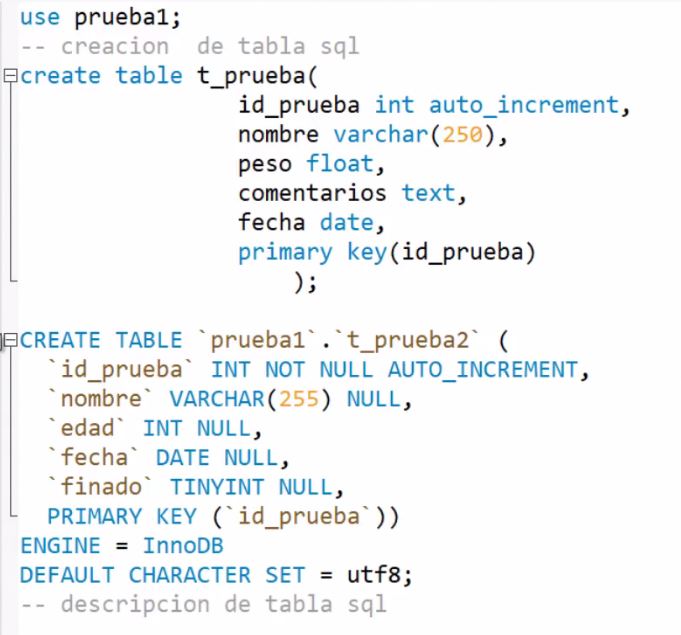 use prueba1;
-- creacion  de tabla sql
create table t_prueba(
id_prueba int auto_increment,
nombre varchar(250),
peso float,
comentarios text,
fecha date,
primary key(id_prueba)
);
CREATE TABLE `prueba1`.`t_prueba2` (
`id_prueba` INT NOT NULL AUTO_INCREMENT,
`nombre` VARCHAR(255) NULL,
`edad` INT NULL,
`fecha` DATE NULL,
`finado` TINYINT NULL,
PRIMARY KEY (`id_prueba`))
ENGINE = InnoDB
DEFAULT CHARACTER SET = utf8;
-- descripcion de tabla sql